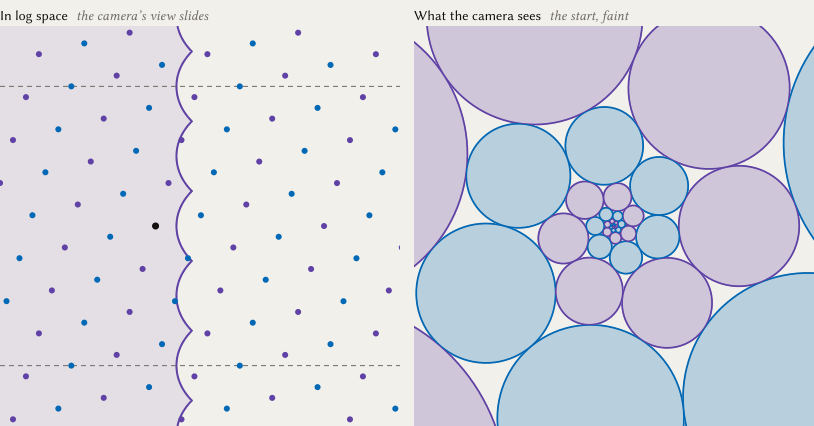 In log space the camera's view slides
What the camera sees the start, faint